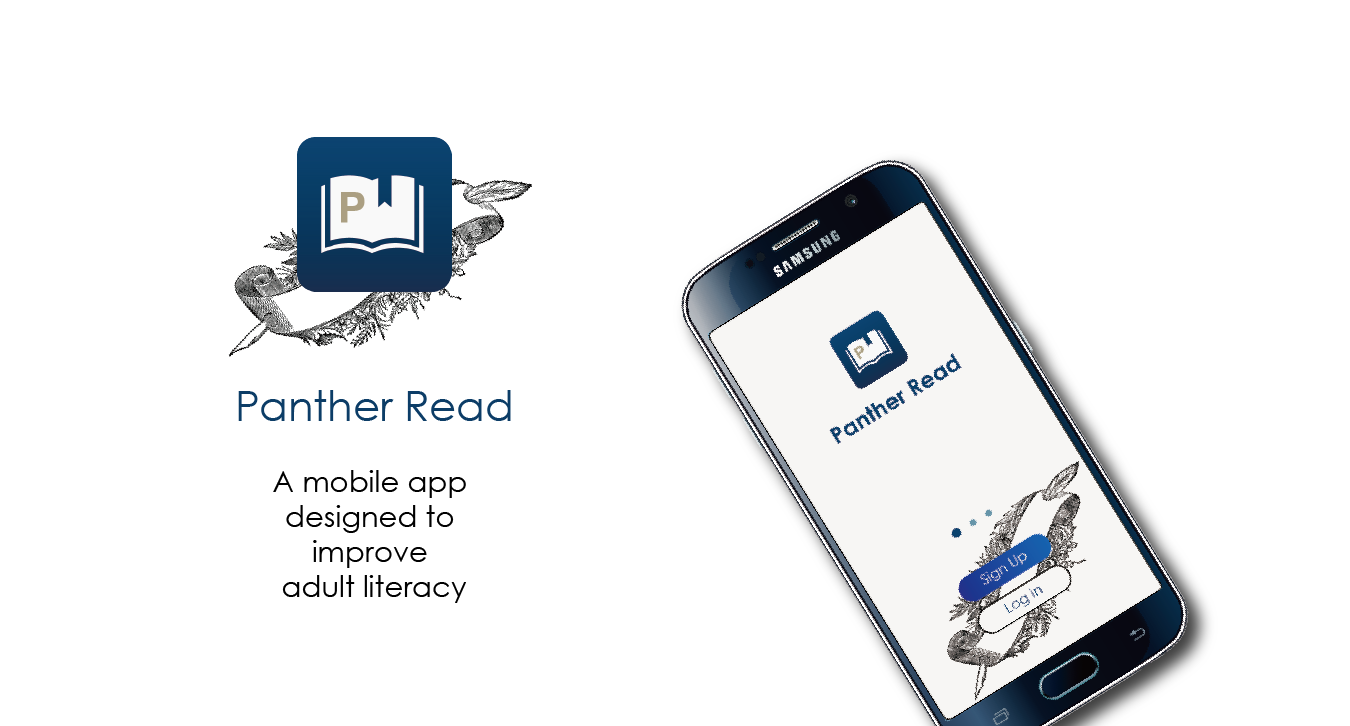 P
Panther Read
A mobile app
designed to
improve
adult literacy
SAMSUNG
P
Panther Read
Sign Up
Log in